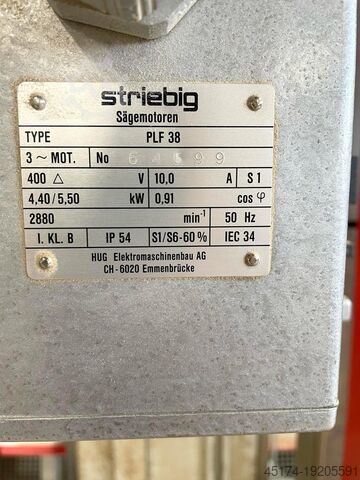 striebig
Sägemotoren
TYPE PLF 38
3 ~ MOT. No 99
400 △ V 10,0 A S 1
4,40/5,50 kW 0,91 cos φ
2880 min⁻¹ 50 Hz
I. KL. B IP 54 S1/S6-60% IEC 34
HUG Elektromaschinenbau AG
CH-6020 Emmenbrücke
45174-19205591